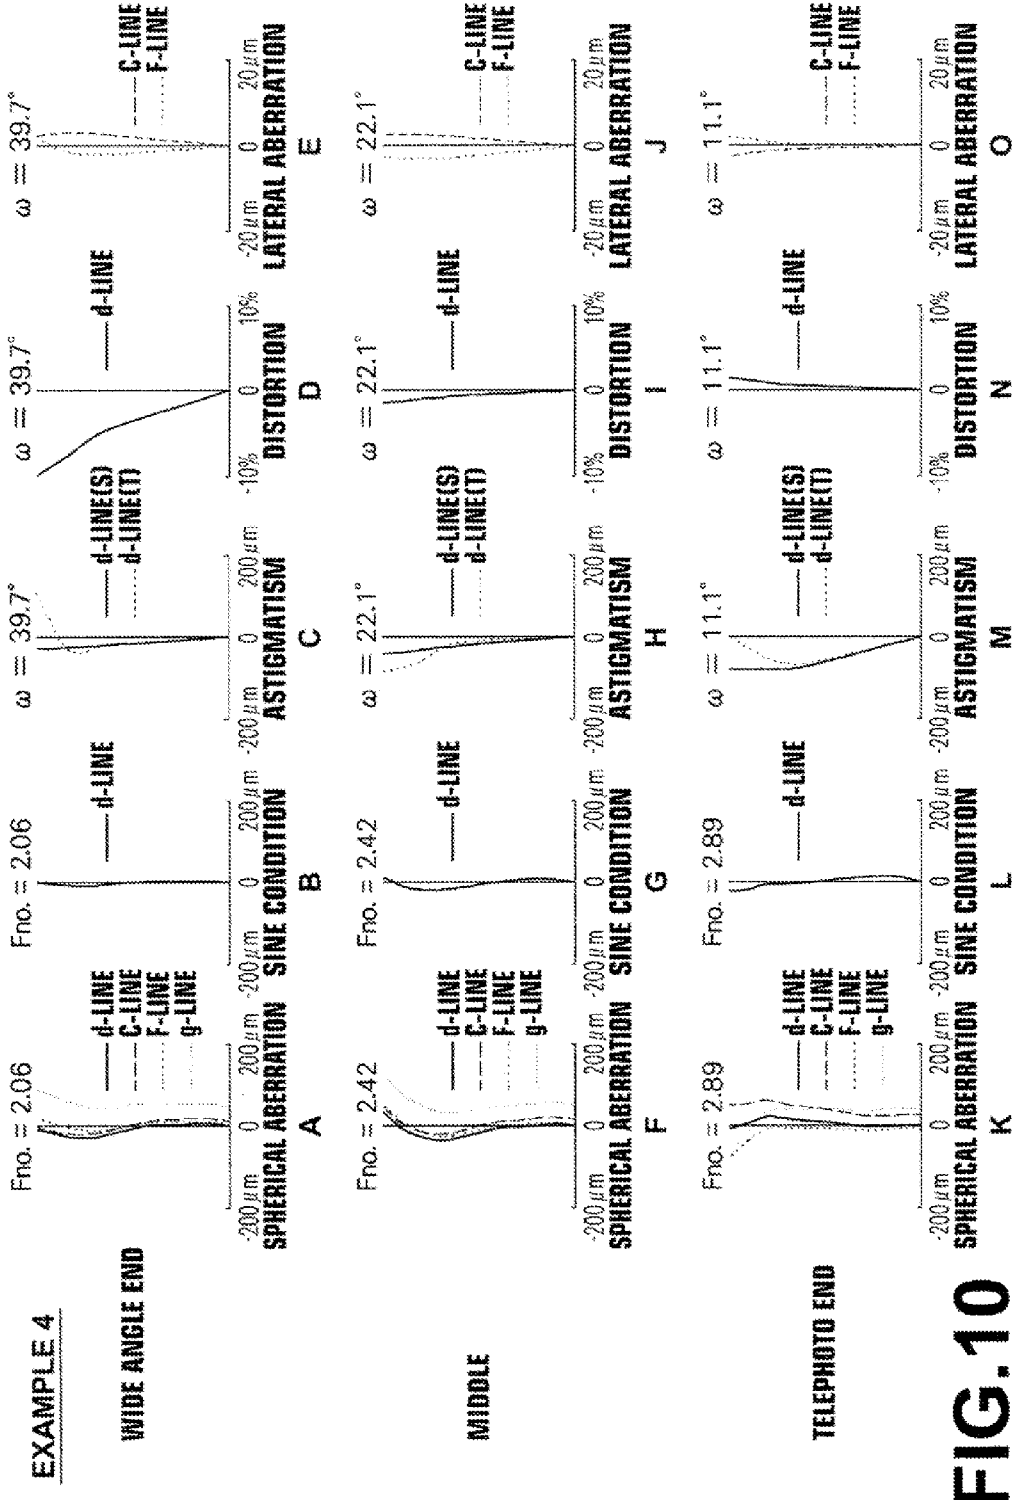 EXAMPLE 4
WIDE ANGLE END
Fno. = 2.06
d-LINE
C-LINE
F-LINE
g-LINE
-200μm 0 200μm
SPHERICAL ABERRATION
A
Fno. = 2.06
d-LINE
-200μm 0 200μm
SINE CONDITION
B
ω = 39.7°
d-LINE(S)
d-LINE(T)
-200μm 0 200μm
ASTIGMATISM
C
ω = 39.7°
d-LINE
-10% 0 10%
DISTORTION
D
ω = 39.7°
C-LINE
F-LINE
-20μm 0 20μm
LATERAL ABERRATION
E
MIDDLE
Fno. = 2.42
d-LINE
C-LINE
F-LINE
g-LINE
-200μm 0 200μm
SPHERICAL ABERRATION
F
Fno. = 2.42
d-LINE
-200μm 0 200μm
SINE CONDITION
G
ω = 22.1°
d-LINE(S)
d-LINE(T)
-200μm 0 200μm
ASTIGMATISM
H
ω = 22.1°
d-LINE
-10% 0 10%
DISTORTION
I
ω = 22.1°
C-LINE
F-LINE
-20μm 0 20μm
LATERAL ABERRATION
J
TELEPHOTO END
Fno. = 2.89
d-LINE
C-LINE
F-LINE
g-LINE
-200μm 0 200μm
SPHERICAL ABERRATION
K
Fno. = 2.89
d-LINE
-200μm 0 200μm
SINE CONDITION
L
ω = 11.1°
d-LINE(S)
d-LINE(T)
-200μm 0 200μm
ASTIGMATISM
M
ω = 11.1°
d-LINE
-10% 0 10%
DISTORTION
N
ω = 11.1°
C-LINE
F-LINE
-20μm 0 20μm
LATERAL ABERRATION
O
FIG.10